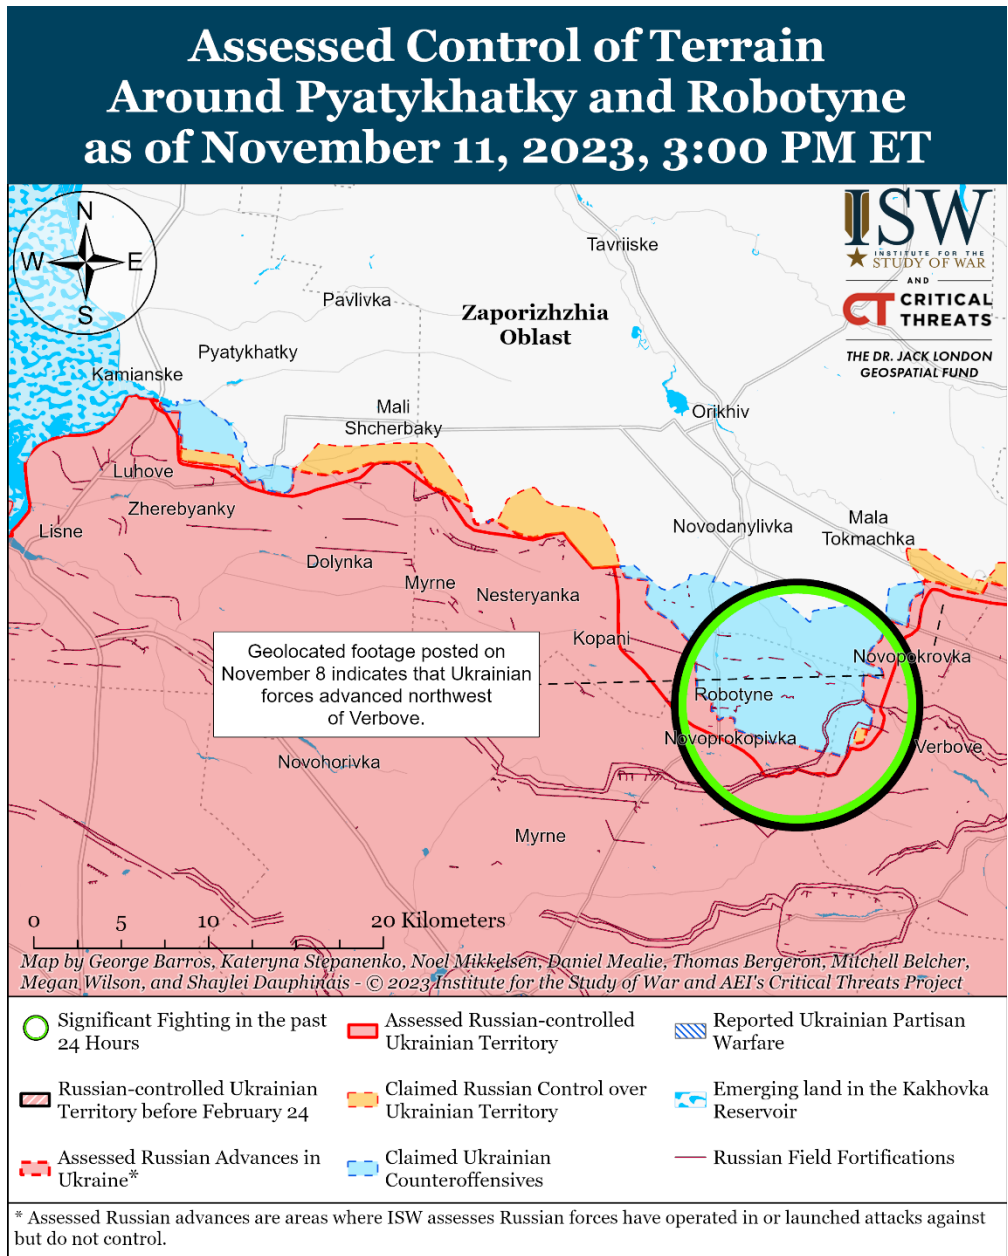 Assessed Control of Terrain
Around Pyatykhatky and Robotyne
as of November 11, 2023, 3:00 PM ET
N
W
E
S
ISW
INSTITUTE FOR THE
STUDY OF WAR
AND
CT CRITICAL
THREATS
THE DR. JACK LONDON
GEOSPATIAL FUND
Tavriiske
Pavlivka
Zaporizhzhia
Oblast
Pyatykhatky
Kamianske
Mali
Shcherbaky
Orikhiv
Luhove
Zherebyanky
Lisne
Novodanylivka
Mala
Tokmachka
Dolynka
Myrne
Nesteryanka
Kopani
Geolocated footage posted on
November 8 indicates that Ukrainian
forces advanced northwest
of Verbove.
Novopokrovka
Robotyne
Novoprokopivka
Verbove
Novohorivka
Myrne
0 5 10 20 Kilometers
Map by George Barros, Kateryna Stepanenko, Noel Mikkelsen, Daniel Mealie, Thomas Bergeron, Mitchell Belcher,
Megan Wilson, and Shaylei Dauphinais - © 2023 Institute for the Study of War and AEI's Critical Threats Project
Significant Fighting in the past
24 Hours
Russian-controlled Ukrainian
Territory before February 24
Assessed Russian Advances in
Ukraine*
Assessed Russian-controlled
Ukrainian Territory
Claimed Russian Control over
Ukrainian Territory
Claimed Ukrainian
Counteroffensives
Reported Ukrainian Partisan
Warfare
Emerging land in the Kakhovka
Reservoir
Russian Field Fortifications
* Assessed Russian advances are areas where ISW assesses Russian forces have operated in or launched attacks against
but do not control.